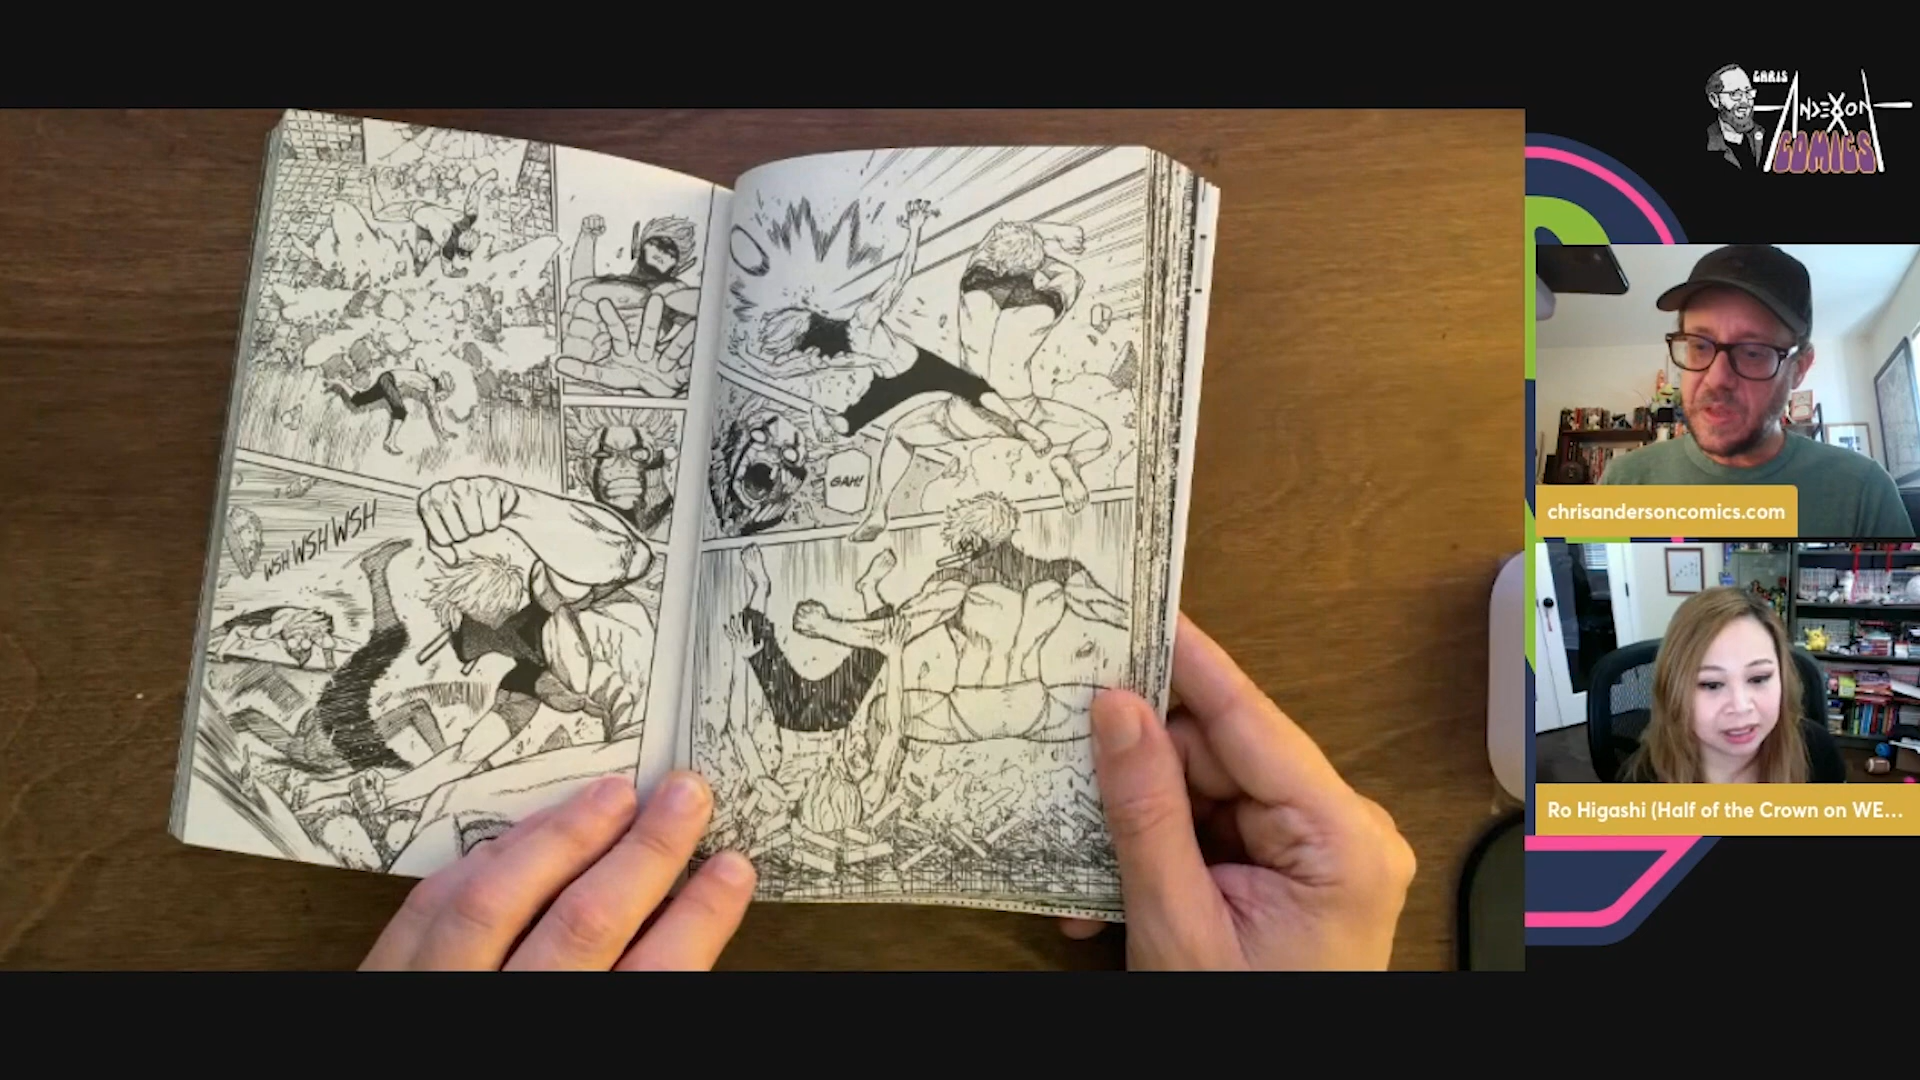 CHRIS
ANDERSON
COMICS
WSH WSH WSH
GAH!
chrisandersoncomics.com
Ro Higashi (Half of the Crown on WE...